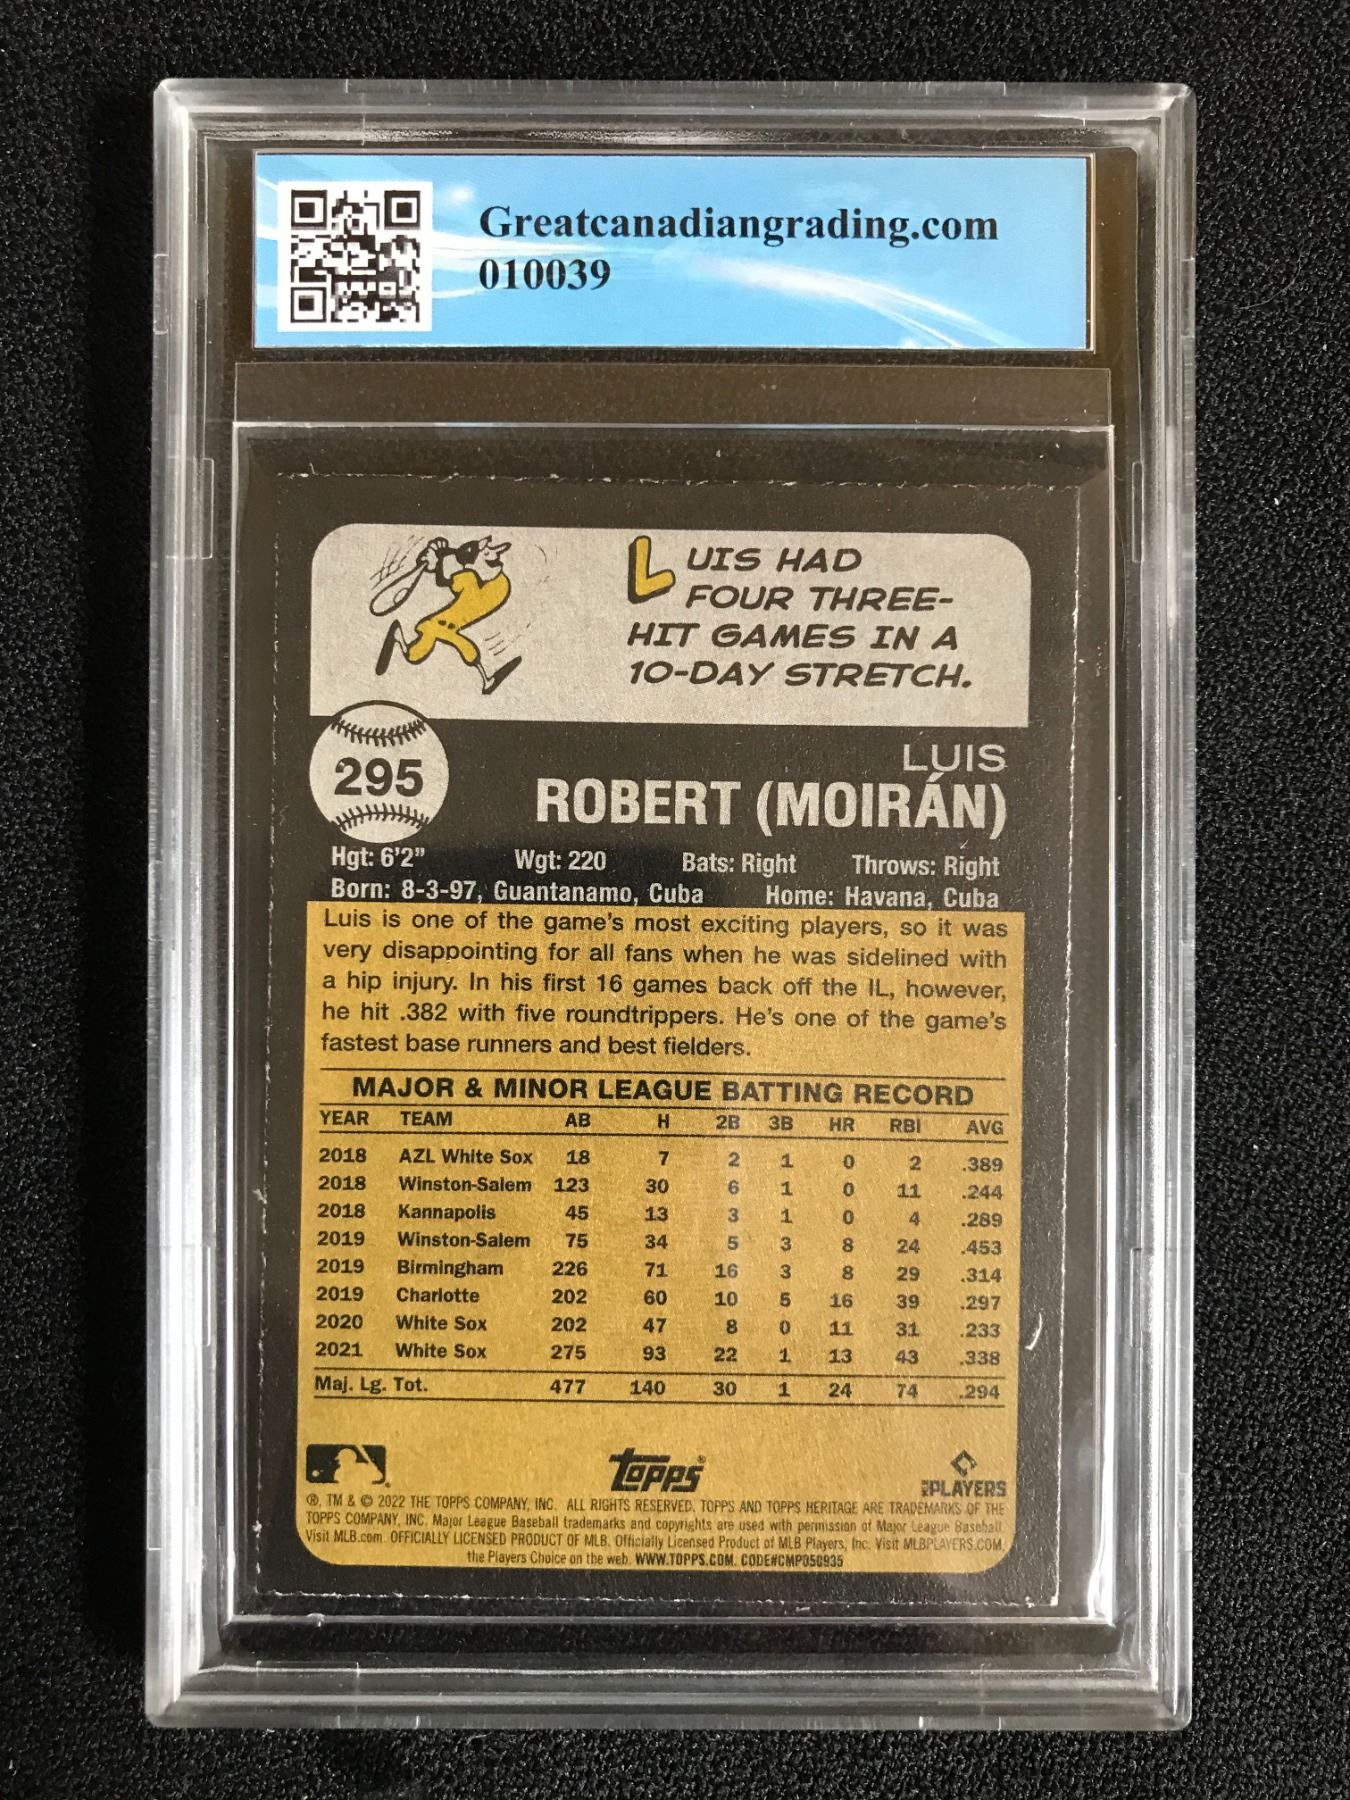 Greatcanadiangrading.com
010039
LUIS HAD
FOUR THREE-
HIT GAMES IN A
10-DAY STRETCH.
295
LUIS
ROBERT (MOIRÁN)
Hgt: 6'2" Wgt: 220 Bats: Right Throws: Right
Born: 8-3-97, Guantanamo, Cuba Home: Havana, Cuba
Luis is one of the game's most exciting players, so it was
very disappointing for all fans when he was sidelined with
a hip injury. In his first 16 games back off the IL, however,
he hit .382 with five roundtrippers. He's one of the game's
fastest base runners and best fielders.
MAJOR & MINOR LEAGUE BATTING RECORD
YEAR TEAM AB H 2B 3B HR RBI AVG
2018 AZL White Sox 18 7 2 1 0 2 .389
2018 Winston-Salem 123 30 6 1 0 11 .244
2018 Kannapolis 45 13 3 1 0 4 .289
2019 Winston-Salem 75 34 5 3 8 24 .453
2019 Birmingham 226 71 16 3 8 29 .314
2019 Charlotte 202 60 10 5 16 39 .297
2020 White Sox 202 47 8 0 11 31 .233
2021 White Sox 275 93 22 1 13 43 .338
Maj. Lg. Tot. 477 140 30 1 24 74 .294
Topps®
PLAYERS
®, TM & © 2022 THE TOPPS COMPANY, INC. ALL RIGHTS RESERVED. TOPPS AND TOPPS HERITAGE ARE TRADEMARKS OF THE
TOPPS COMPANY, INC. Major League Baseball trademarks and copyrights are used with permission of Major League Baseball.
Visit MLB.com. OFFICIALLY LICENSED PRODUCT OF MLB. Officially Licensed Product of MLB Players, Inc. Visit MLBPLAYERS.COM,
the Players Choice on the web. WWW.TOPPS.COM. CODE#CMP050935